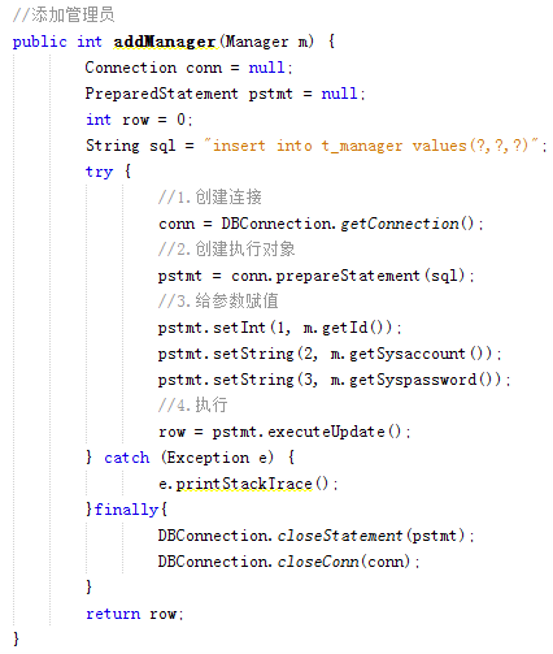 //添加管理员
public int addManager(Manager m) {
Connection conn = null;
PreparedStatement pstmt = null;
int row = 0;
String sql = "insert into t_manager values(?,?,?)";
try {
//1.创建连接
conn = DBConnection.getConnection();
//2.创建执行对象
pstmt = conn.prepareStatement(sql);
//3.给参数赋值
pstmt.setInt(1, m.getId());
pstmt.setString(2, m.getSysaccount());
pstmt.setString(3, m.getSyspassword());
//4.执行
row = pstmt.executeUpdate();
} catch (Exception e) {
e.printStackTrace();
}finally{
DBConnection.closeStatement(pstmt);
DBConnection.closeConn(conn);
}
return row;
}